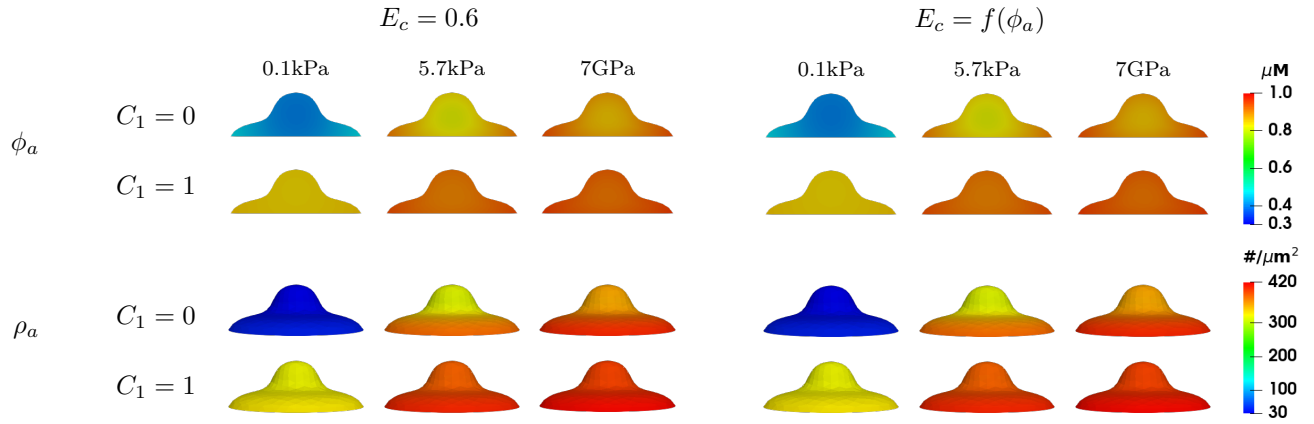 E_c = 0.6 E_c = f(ϕ_a)
0.1kPa 5.7kPa 7GPa 0.1kPa 5.7kPa 7GPa
μM
1.0
0.8
0.6
0.4
0.3
ϕ_a
C_1 = 0
C_1 = 1
#/μm²
420
300
200
100
30
ρ_a
C_1 = 0
C_1 = 1